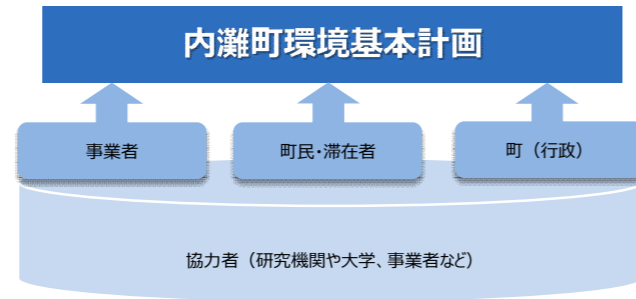 内灘町環境基本計画
事業者
町民・滞在者
町（行政）
協力者（研究機関や大学、事業者など）